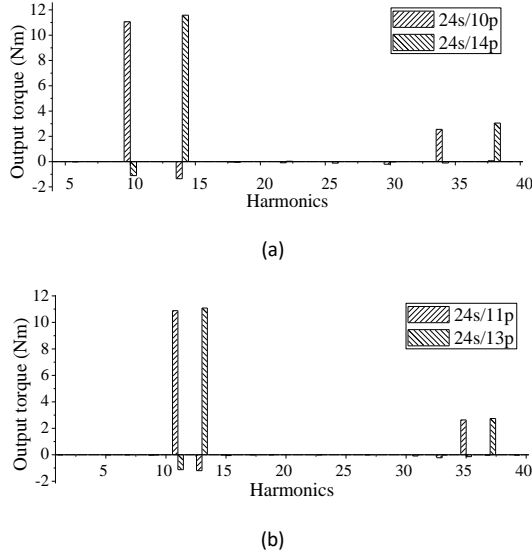 12
10
8
6
4
2
0
-2
Output torque (Nm)
24s/10p
24s/14p
5 10 15 20 25 30 35 40
Harmonics
(a)
12
10
8
6
4
2
0
-2
Output torque (Nm)
24s/11p
24s/13p
5 10 15 20 25 30 35 40
Harmonics
(b)